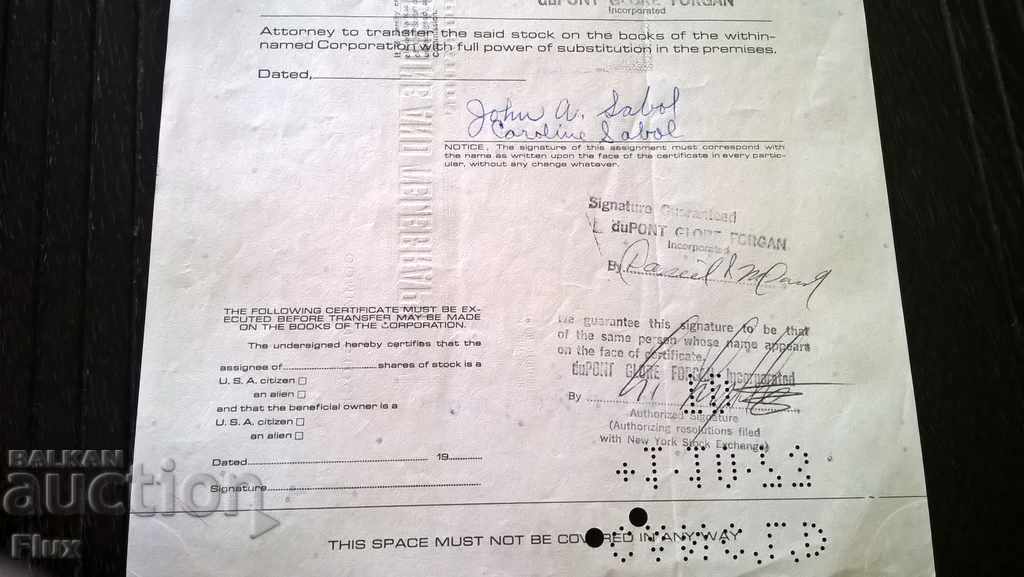 duPONT GLORE FORGAN
Incorporated
Attorney to transfer the said stock on the books of the within-
named Corporation with full power of substitution in the premises.
Dated,
John A. Sabol
Caroline Sabol
NOTICE, The signature of this assignment must correspond with
the name as written upon the face of the certificate in every partic-
ular, without any change whatever.
Signature Guaranteed
duPONT GLORE FORGAN
Incorporated
By
THE FOLLOWING CERTIFICATE MUST BE EX-
ECUTED BEFORE TRANSFER MAY BE MADE
ON THE BOOKS OF THE CORPORATION.
The undersigned hereby certifies that the
assignee of shares of stock is a
U. S. A. citizen
an alien
and that the beneficial owner is a
U. S. A. citizen
an alien
Dated 19
Signature
We guarantee this signature to be that
of the same person whose name appears
on the face of certificate.
duPONT GLORE FORGAN Incorporated
By
Authorized Signature
(Authorizing resolutions filed
with New York Stock Exchange)
THIS SPACE MUST NOT BE COVERED IN ANY WAY
BALKAN
auction
Flux